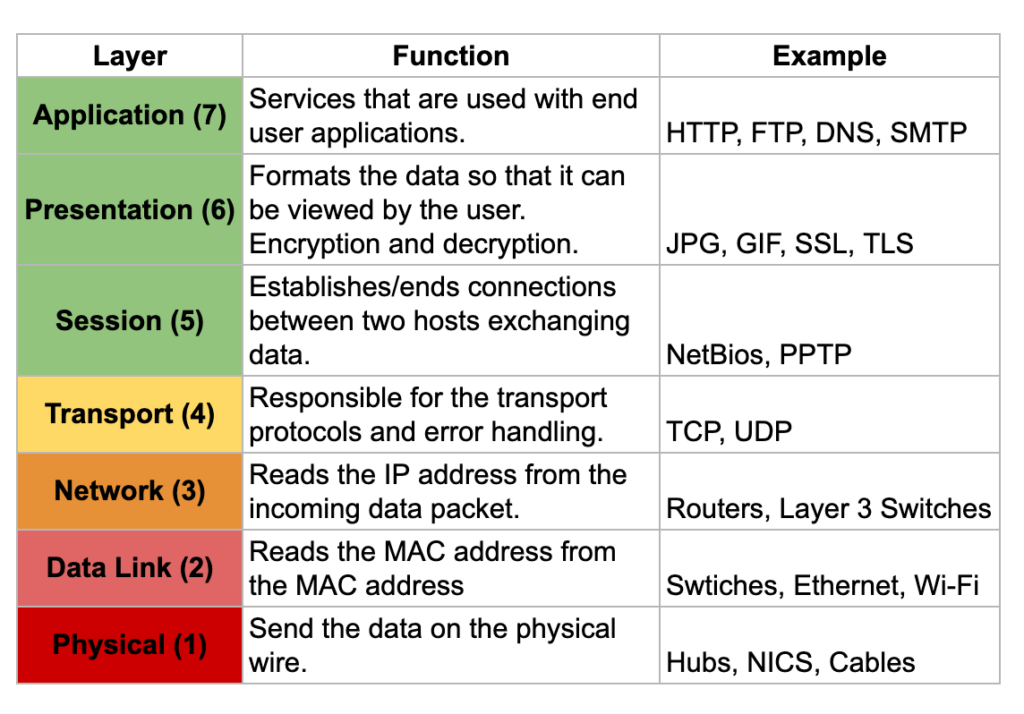 Layer Function Example
Application (7)
Services that are used with end
user applications.
HTTP, FTP, DNS, SMTP
Presentation (6)
Formats the data so that it can
be viewed by the user.
Encryption and decryption.
JPG, GIF, SSL, TLS
Session (5)
Establishes/ends connections
between two hosts exchanging
data.
NetBios, PPTP
Transport (4)
Responsible for the transport
protocols and error handling.
TCP, UDP
Network (3)
Reads the IP address from the
incoming data packet.
Routers, Layer 3 Switches
Data Link (2)
Reads the MAC address from
the MAC address
Swtiches, Ethernet, Wi-Fi
Physical (1)
Send the data on the physical
wire.
Hubs, NICS, Cables